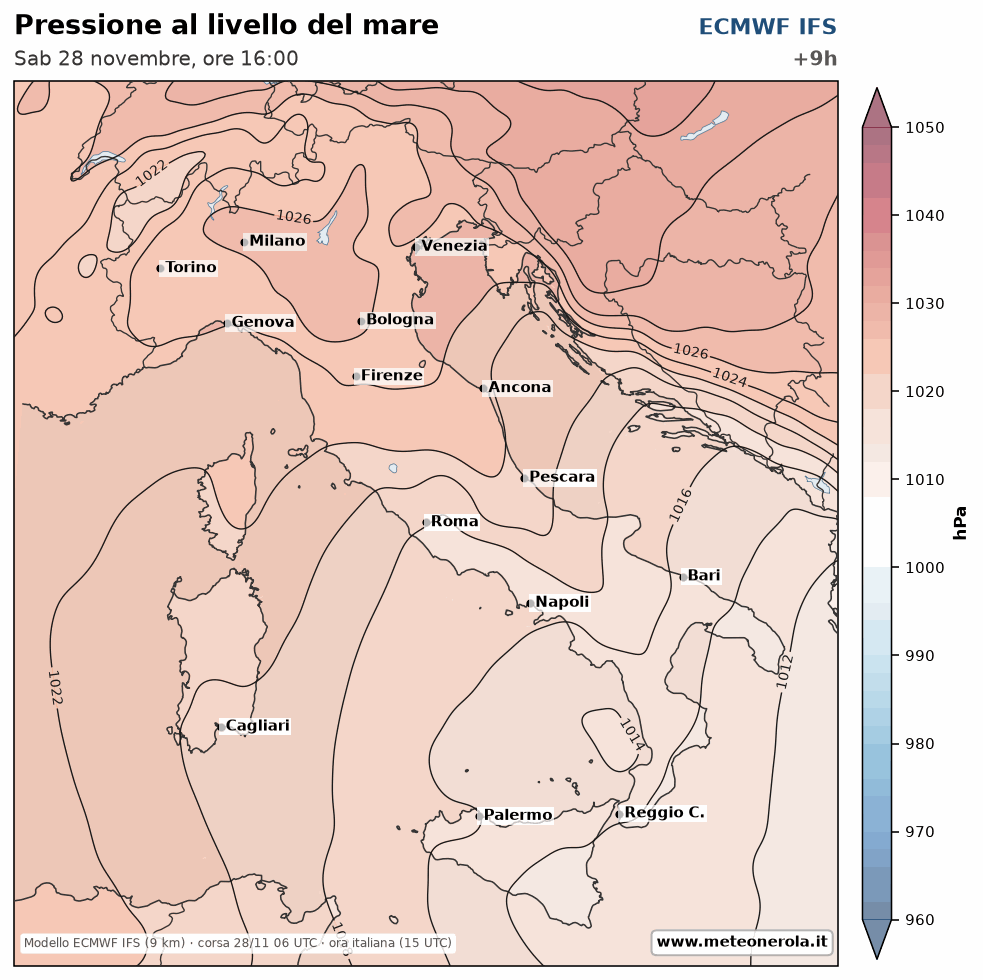 Pressione al livello del mare
ECMWF IFS
Sab 28 novembre, ore 16:00
+9h
1022
1026
Milano
Venezia
Torino
Genova
Bologna
1026
1024
Firenze
Ancona
Pescara
1016
Roma
Bari
Napoli
1022
1012
Cagliari
1014
Palermo
Reggio C.
Modello ECMWF IFS (9 km) · corsa 28/11 06 UTC · ora italiana (15 UTC)
www.meteonerola.it
1050
1040
1030
1020
1010
1000
990
980
970
960
hPa